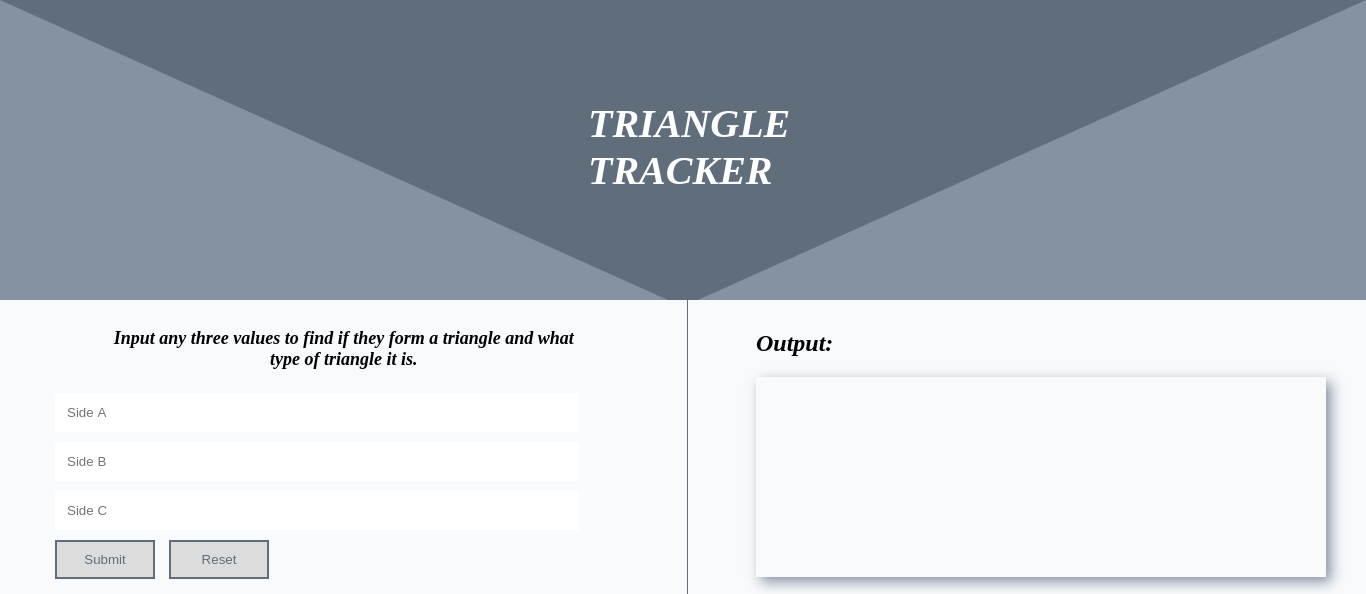 TRIANGLE
TRACKER
Input any three values to find if they form a triangle and what
type of triangle it is.
Side A
Side B
Side C
Submit
Reset
Output: